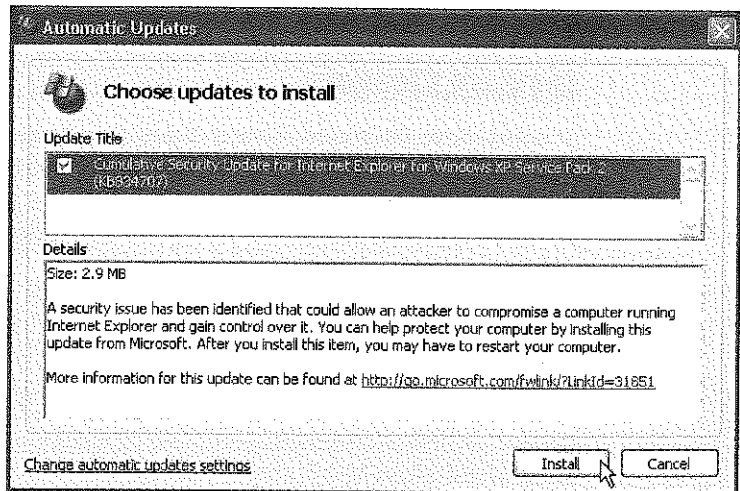 Automatic Updates
Choose updates to install
Update Title
Cumulative Security Update for Internet Explorer for Windows XP Service Pack 2
(KB834707)
Details
Size: 2.9 MB
A security issue has been identified that could allow an attacker to compromise a computer running
Internet Explorer and gain control over it. You can help protect your computer by installing this
update from Microsoft. After you install this item, you may have to restart your computer.
More information for this update can be found at http://go.microsoft.com/fwlink/?LinkId=31851
Change automatic updates settings
Install
Cancel